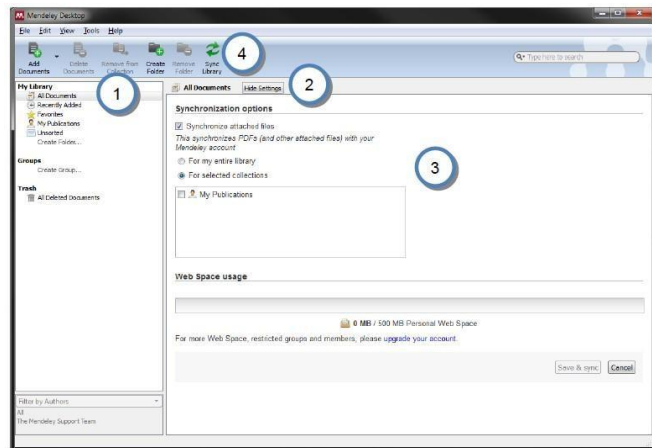 Mendeley Desktop
File Edit View Tools Help
Add Documents
Delete Documents
Remove from Collection
Create Folder
Remove Folder
Sync Library
4
Type here to search
My Library
All Documents
Recently Added
Favorites
My Publications
Unsorted
Create Folder...
Groups
Create Group...
Trash
All Deleted Documents
1
All Documents Hide Settings
2
Synchronization options
Synchronize attached files
This synchronizes PDFs (and other attached files) with your
Mendeley account
For my entire library
For selected collections
3
My Publications
Web Space usage
0 MB / 500 MB Personal Web Space
For more Web Space, restricted groups and members, please upgrade your account.
Save & sync Cancel
Filter by Authors
All
The Mendeley Support Team